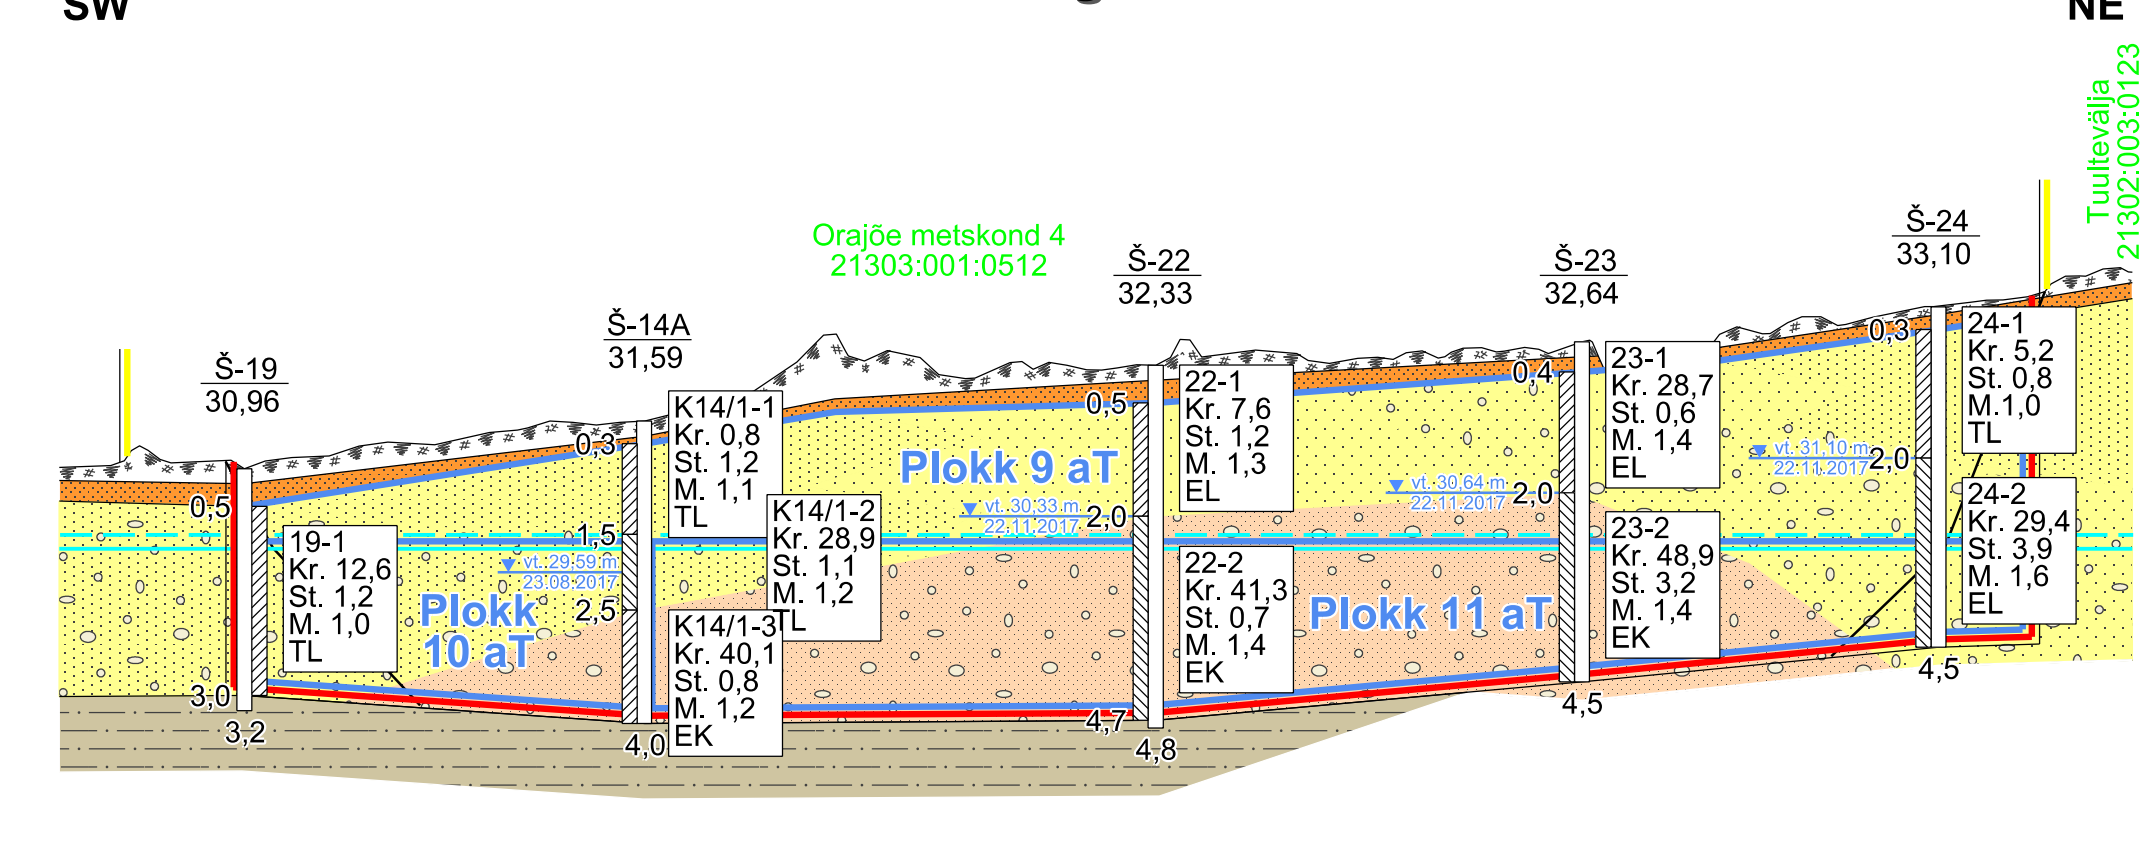 SW
NE
Tuultevälja
21302:003:0123
Orajõe metskond 4
21303:001:0512
Š-19
30,96
Š-14A
31,59
Š-22
32,33
Š-23
32,64
Š-24
33,10
0,5
3,0
3,2
19-1
Kr. 12,6
St. 1,2
M. 1,0
TL
Plokk
10 aT
vt. 29,59 m
23.08.2017
0,3
1,5
2,5
4,0
K14/1-1
Kr. 0,8
St. 1,2
M. 1,1
TL
K14/1-2
Kr. 28,9
St. 1,1
M. 1,2
TL
K14/1-3
Kr. 40,1
St. 0,8
M. 1,2
EK
Plokk 9 aT
vt. 30,33 m
22.11.2017
0,5
2,0
4,7
4,8
22-1
Kr. 7,6
St. 1,2
M. 1,3
EL
22-2
Kr. 41,3
St. 0,7
M. 1,4
EK
Plokk 11 aT
vt. 30,64 m
22.11.2017
0,4
2,0
4,5
23-1
Kr. 28,7
St. 0,6
M. 1,4
EL
23-2
Kr. 48,9
St. 3,2
M. 1,4
EK
vt. 31,10 m
22.11.2017
0,3
2,0
4,5
24-1
Kr. 5,2
St. 0,8
M.1,0
TL
24-2
Kr. 29,4
St. 3,9
M. 1,6
EL